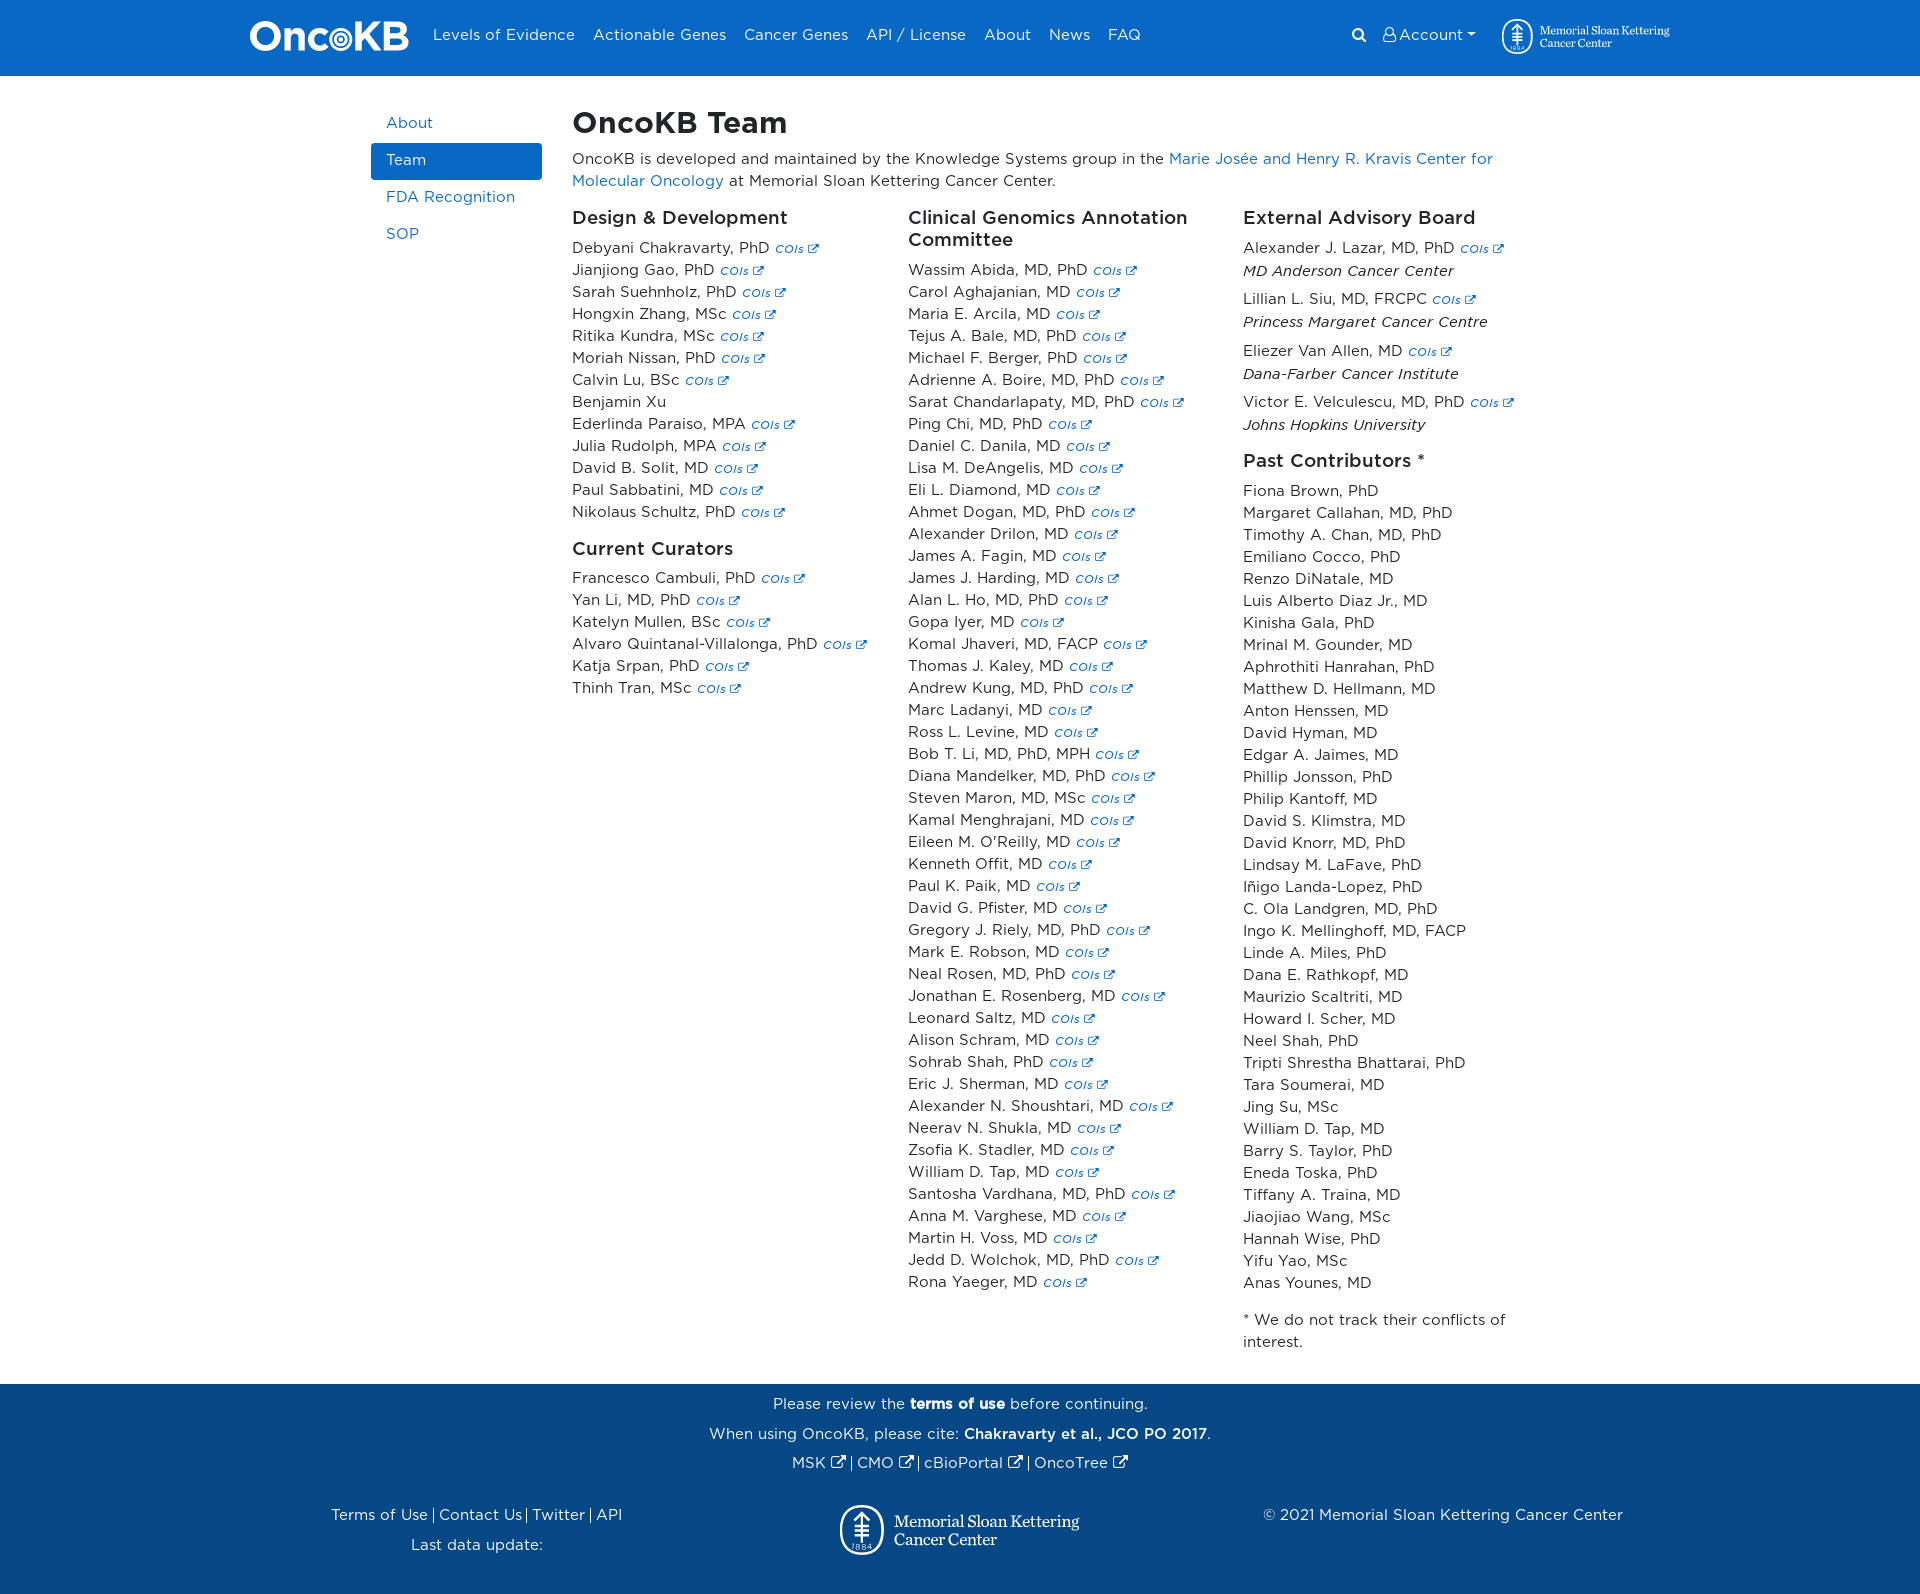 OncoKB
Levels of Evidence
Actionable Genes
Cancer Genes
API / License
About
News
FAQ
Account
Memorial Sloan Kettering
Cancer Center
1884
About
Team
FDA Recognition
SOP
OncoKB Team
OncoKB is developed and maintained by the Knowledge Systems group in the Marie Josée and Henry R. Kravis Center for
Molecular Oncology at Memorial Sloan Kettering Cancer Center.
Design & Development
Debyani Chakravarty, PhD COIs
Jianjiong Gao, PhD COIs
Sarah Suehnholz, PhD COIs
Hongxin Zhang, MSc COIs
Ritika Kundra, MSc COIs
Moriah Nissan, PhD COIs
Calvin Lu, BSc COIs
Benjamin Xu
Ederlinda Paraiso, MPA COIs
Julia Rudolph, MPA COIs
David B. Solit, MD COIs
Paul Sabbatini, MD COIs
Nikolaus Schultz, PhD COIs
Current Curators
Francesco Cambuli, PhD COIs
Yan Li, MD, PhD COIs
Katelyn Mullen, BSc COIs
Alvaro Quintanal-Villalonga, PhD COIs
Katja Srpan, PhD COIs
Thinh Tran, MSc COIs
Clinical Genomics Annotation
Committee
Wassim Abida, MD, PhD COIs
Carol Aghajanian, MD COIs
Maria E. Arcila, MD COIs
Tejus A. Bale, MD, PhD COIs
Michael F. Berger, PhD COIs
Adrienne A. Boire, MD, PhD COIs
Sarat Chandarlapaty, MD, PhD COIs
Ping Chi, MD, PhD COIs
Daniel C. Danila, MD COIs
Lisa M. DeAngelis, MD COIs
Eli L. Diamond, MD COIs
Ahmet Dogan, MD, PhD COIs
Alexander Drilon, MD COIs
James A. Fagin, MD COIs
James J. Harding, MD COIs
Alan L. Ho, MD, PhD COIs
Gopa Iyer, MD COIs
Komal Jhaveri, MD, FACP COIs
Thomas J. Kaley, MD COIs
Andrew Kung, MD, PhD COIs
Marc Ladanyi, MD COIs
Ross L. Levine, MD COIs
Bob T. Li, MD, PhD, MPH COIs
Diana Mandelker, MD, PhD COIs
Steven Maron, MD, MSc COIs
Kamal Menghrajani, MD COIs
Eileen M. O'Reilly, MD COIs
Kenneth Offit, MD COIs
Paul K. Paik, MD COIs
David G. Pfister, MD COIs
Gregory J. Riely, MD, PhD COIs
Mark E. Robson, MD COIs
Neal Rosen, MD, PhD COIs
Jonathan E. Rosenberg, MD COIs
Leonard Saltz, MD COIs
Alison Schram, MD COIs
Sohrab Shah, PhD COIs
Eric J. Sherman, MD COIs
Alexander N. Shoushtari, MD COIs
Neerav N. Shukla, MD COIs
Zsofia K. Stadler, MD COIs
William D. Tap, MD COIs
Santosha Vardhana, MD, PhD COIs
Anna M. Varghese, MD COIs
Martin H. Voss, MD COIs
Jedd D. Wolchok, MD, PhD COIs
Rona Yaeger, MD COIs
External Advisory Board
Alexander J. Lazar, MD, PhD COIs
MD Anderson Cancer Center
Lillian L. Siu, MD, FRCPC COIs
Princess Margaret Cancer Centre
Eliezer Van Allen, MD COIs
Dana-Farber Cancer Institute
Victor E. Velculescu, MD, PhD COIs
Johns Hopkins University
Past Contributors *
Fiona Brown, PhD
Margaret Callahan, MD, PhD
Timothy A. Chan, MD, PhD
Emiliano Cocco, PhD
Renzo DiNatale, MD
Luis Alberto Diaz Jr., MD
Kinisha Gala, PhD
Mrinal M. Gounder, MD
Aphrothiti Hanrahan, PhD
Matthew D. Hellmann, MD
Anton Henssen, MD
David Hyman, MD
Edgar A. Jaimes, MD
Phillip Jonsson, PhD
Philip Kantoff, MD
David S. Klimstra, MD
David Knorr, MD, PhD
Lindsay M. LaFave, PhD
Iñigo Landa-Lopez, PhD
C. Ola Landgren, MD, PhD
Ingo K. Mellinghoff, MD, FACP
Linde A. Miles, PhD
Dana E. Rathkopf, MD
Maurizio Scaltriti, MD
Howard I. Scher, MD
Neel Shah, PhD
Tripti Shrestha Bhattarai, PhD
Tara Soumerai, MD
Jing Su, MSc
William D. Tap, MD
Barry S. Taylor, PhD
Eneda Toska, PhD
Tiffany A. Traina, MD
Jiaojiao Wang, MSc
Hannah Wise, PhD
Yifu Yao, MSc
Anas Younes, MD
* We do not track their conflicts of
interest.
Please review the terms of use before continuing.
When using OncoKB, please cite: Chakravarty et al., JCO PO 2017.
MSK | CMO | cBioPortal | OncoTree
Terms of Use | Contact Us | Twitter | API
Last data update:
1884
Memorial Sloan Kettering
Cancer Center
© 2021 Memorial Sloan Kettering Cancer Center